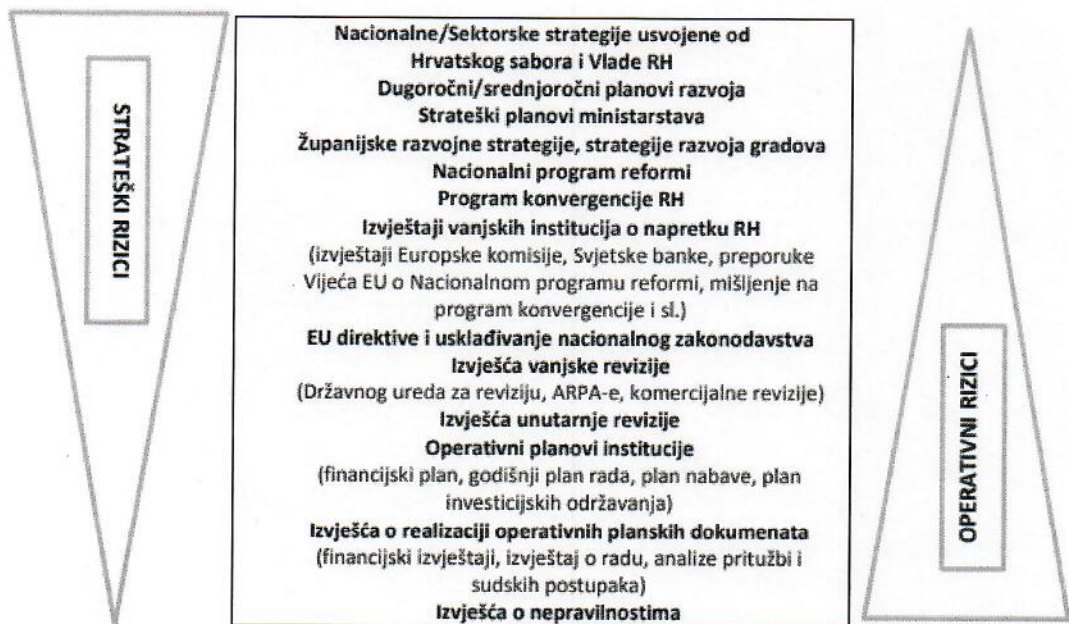 STRATEŠKI RIZICI
Nacionalne/Sektorske strategije usvojene od
Hrvatskog sabora i Vlade RH
Dugoročni/srednjoročni planovi razvoja
Strateški planovi ministarstava
Županijske razvojne strategije, strategije razvoja gradova
Nacionalni program reformi
Program konvergencije RH
Izvještaji vanjskih institucija o napretku RH
(izvještaji Europske komisije, Svjetske banke, preporuke
Vijeća EU o Nacionalnom programu reformi, mišljenje na
program konvergencije i sl.)
EU direktive i usklađivanje nacionalnog zakonodavstva
Izvješća vanjske revizije
(Državnog ureda za reviziju, ARPA-e, komercijalne revizije)
Izvješća unutarnje revizije
Operativni planovi institucije
(financijski plan, godišnji plan rada, plan nabave, plan
investicijskih održavanja)
Izvješća o realizaciji operativnih planskih dokumenata
(financijski izvještaji, izvještaj o radu, analize pritužbi i
sudskih postupaka)
Izvješća o nepravilnostima
OPERATIVNI RIZICI